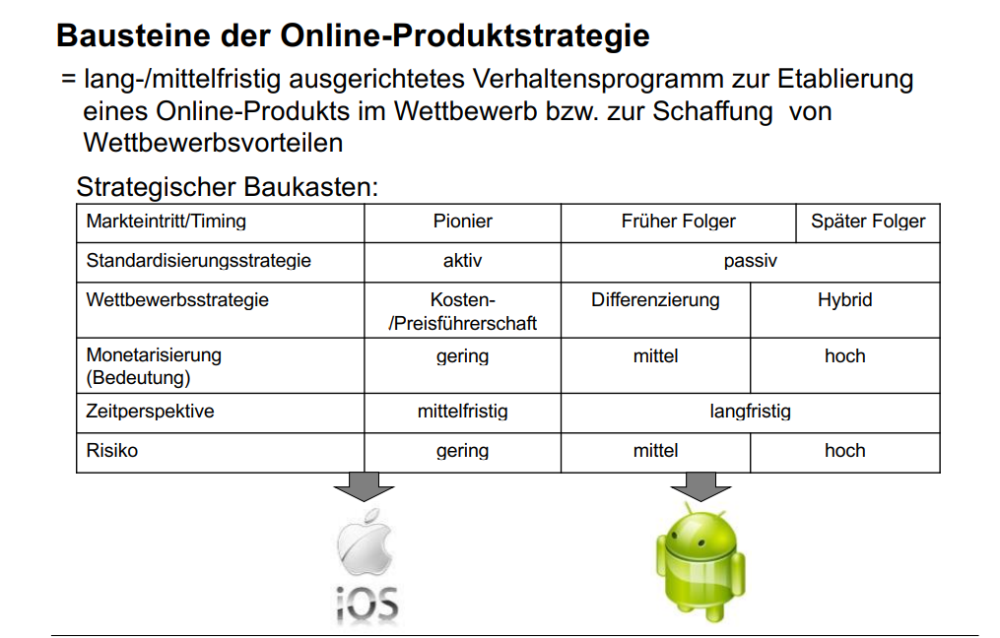 Bausteine der Online-Produktstrategie
= lang-/mittelfristig ausgerichtetes Verhaltensprogramm zur Etablierung
eines Online-Produkts im Wettbewerb bzw. zur Schaffung von
Wettbewerbsvorteilen
Strategischer Baukasten:
Markteintritt/Timing Pionier Früher Folger Später Folger
Standardisierungsstrategie aktiv passiv
Wettbewerbsstrategie Kosten- Differenzierung Hybrid
/Preisführerschaft
Monetarisierung gering mittel hoch
(Bedeutung)
Zeitperspektive mittelfristig langfristig
Risiko gering mittel hoch
iOS